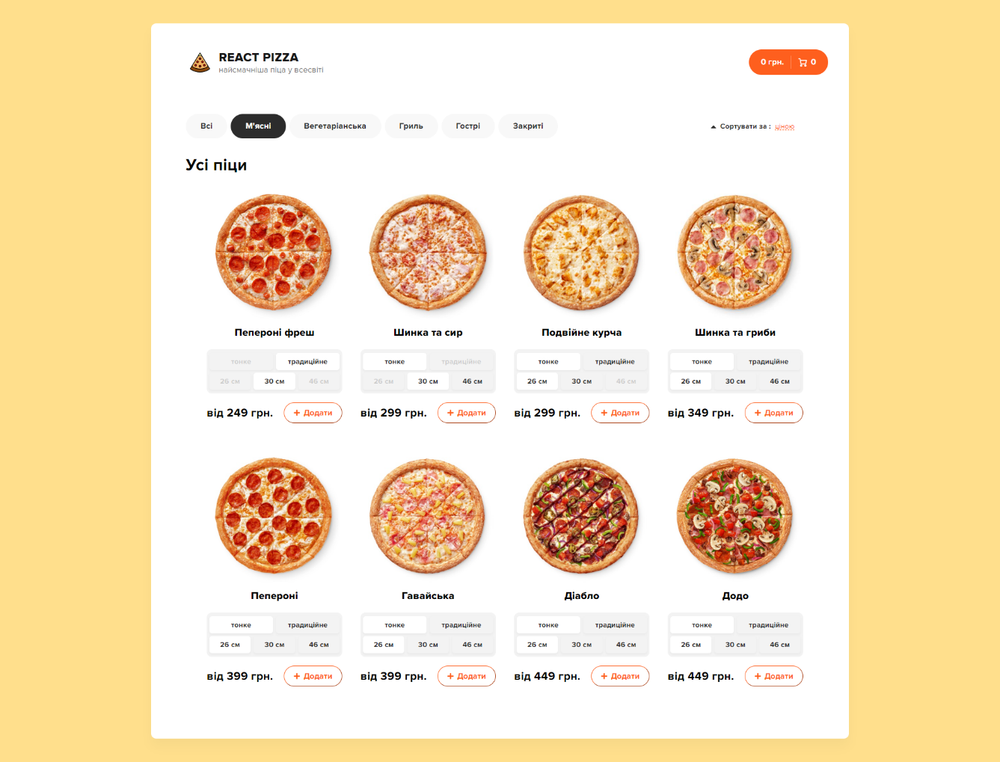 REACT PIZZA
найсмачніша піца у всесвіті
0 грн. 0
Всі М'ясні Вегетаріанська Гриль Гострі Закриті Сортувати за : ціною
Усі піци
Пепероні фреш Шинка та сир Подвійне курча Шинка та гриби
тонке традиційне тонке традиційне тонке традиційне тонке традиційне
26 см 30 см 46 см 26 см 30 см 46 см 26 см 30 см 46 см 26 см 30 см 46 см
від 249 грн. + Додати від 299 грн. + Додати від 299 грн. + Додати від 349 грн. + Додати
Пепероні Гавайська Діабло Додо
тонке традиційне тонке традиційне тонке традиційне тонке традиційне
26 см 30 см 46 см 26 см 30 см 46 см 26 см 30 см 46 см 26 см 30 см 46 см
від 399 грн. + Додати від 399 грн. + Додати від 449 грн. + Додати від 449 грн. + Додати